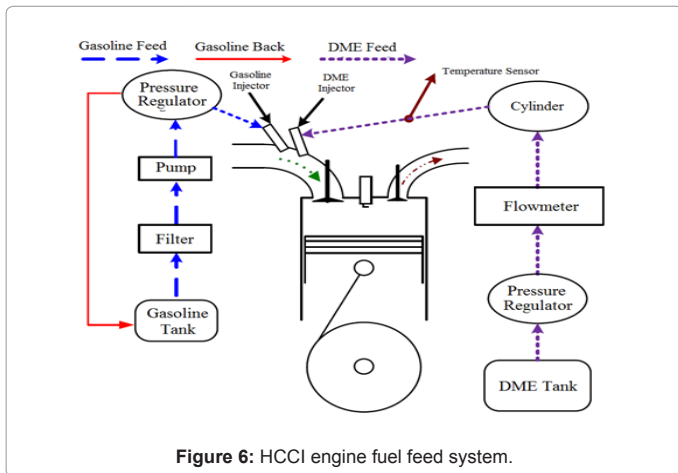 Gasoline Feed
Gasoline Back
DME Feed
Gasoline
Injector
DME
Injector
Temperature Sensor
Pressure
Regulator
Cylinder
Pump
Flowmeter
Filter
Pressure
Regulator
Gasoline
Tank
DME Tank
Figure 6: HCCI engine fuel feed system.